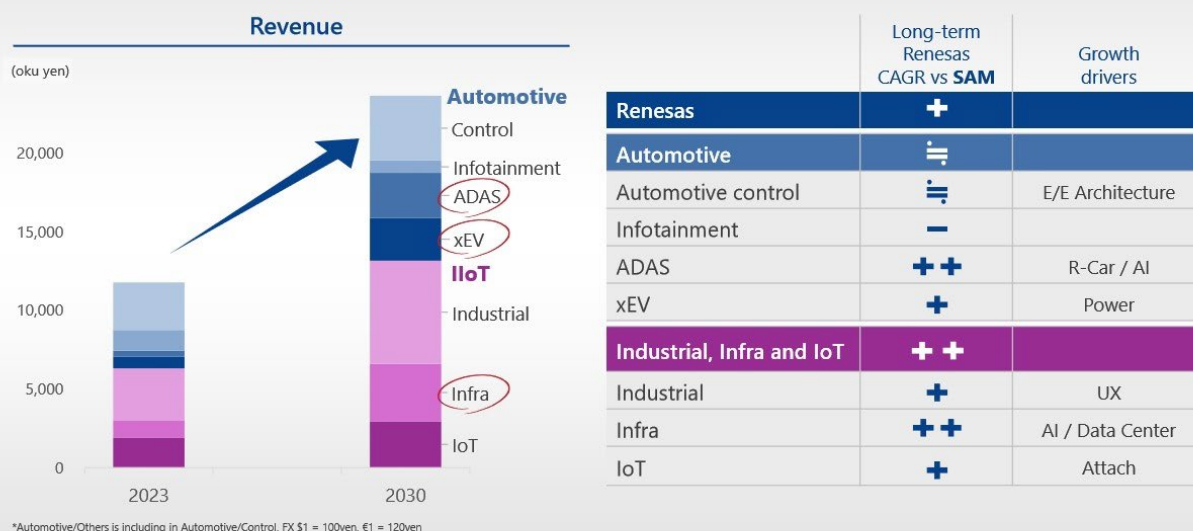 Revenue
(oku yen)
20,000
15,000
10,000
5,000
0
2023
2030
Automotive
Control
Infotainment
ADAS
xEV
IIoT
Industrial
Infra
IoT
Long-term
Renesas
CAGR vs SAM
Growth
drivers
Renesas +
Automotive ≒
Automotive control ≒ E/E Architecture
Infotainment −
ADAS ++ R-Car / AI
xEV + Power
Industrial, Infra and IoT ++
Industrial + UX
Infra ++ AI / Data Center
IoT + Attach
*Automotive/Others is including in Automotive/Control, FX $1 = 100yen, €1 = 120yen